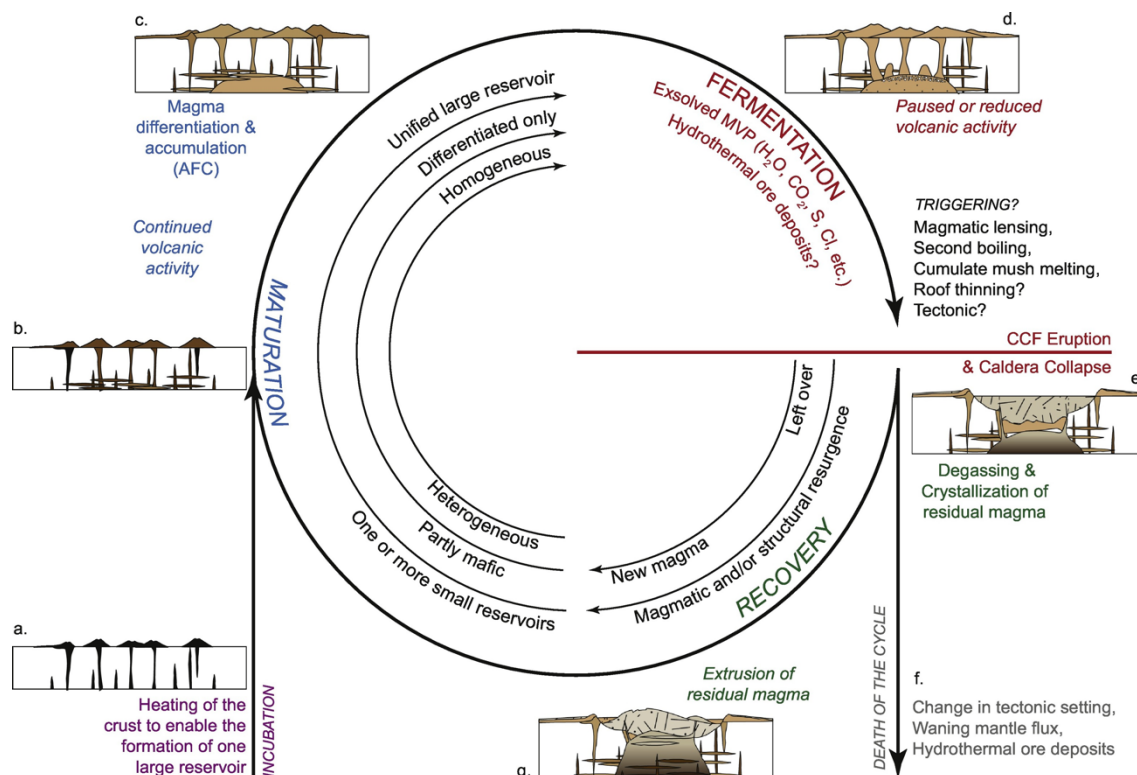 c.
Magma
differentiation &
accumulation
(AFC)
Continued
volcanic
activity
b.
a.
Heating of the
crust to enable the
formation of one
large reservoir
INCUBATION
MATURATION
Unified large reservoir
Differentiated only
Homogeneous
Heterogeneous
Partly mafic
One or more small reservoirs
FERMENTATION
Exsolved MVP (H₂O, CO₂, S, Cl, etc.)
Hydrothermal ore deposits?
d.
Paused or reduced
volcanic activity
TRIGGERING?
Magmatic lensing,
Second boiling,
Cumulate mush melting,
Roof thinning?
Tectonic?
CCF Eruption
& Caldera Collapse
e
Degassing &
Crystallization of
residual magma
Left over
New magma
Magmatic and/or structural resurgence
RECOVERY
Extrusion of
residual magma
g.
DEATH OF THE CYCLE
f.
Change in tectonic setting,
Waning mantle flux,
Hydrothermal ore deposits